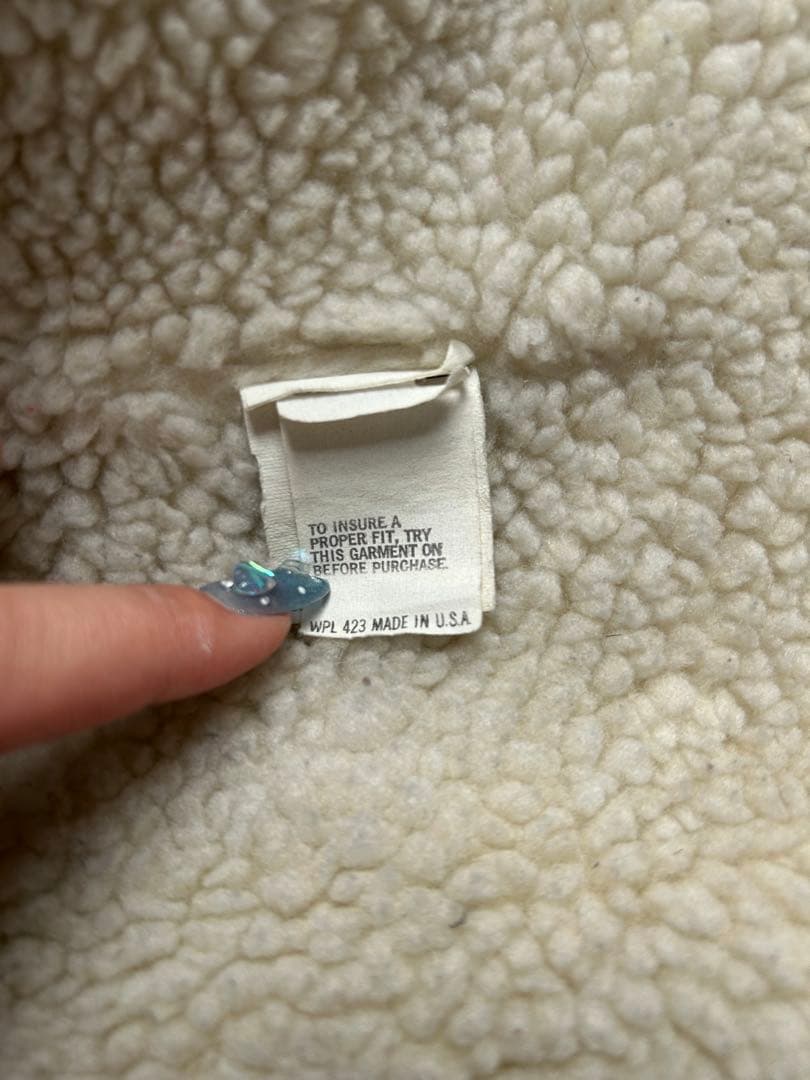 TO INSURE A
PROPER FIT, TRY
THIS GARMENT ON
BEFORE PURCHASE.
WPL 423 MADE IN U.S.A.